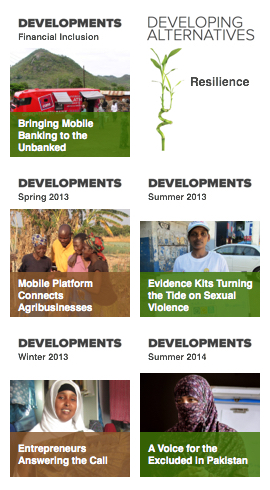 DEVELOPMENTS
Financial Inclusion
Bringing Mobile
Banking to the
Unbanked
DEVELOPING
ALTERNATIVES
Resilience
DEVELOPMENTS
Spring 2013
Mobile Platform
Connects
Agribusinesses
DEVELOPMENTS
Summer 2013
Evidence Kits Turning
the Tide on Sexual
Violence
DEVELOPMENTS
Winter 2013
Entrepreneurs
Answering the Call
DEVELOPMENTS
Summer 2014
A Voice for the
Excluded in Pakistan